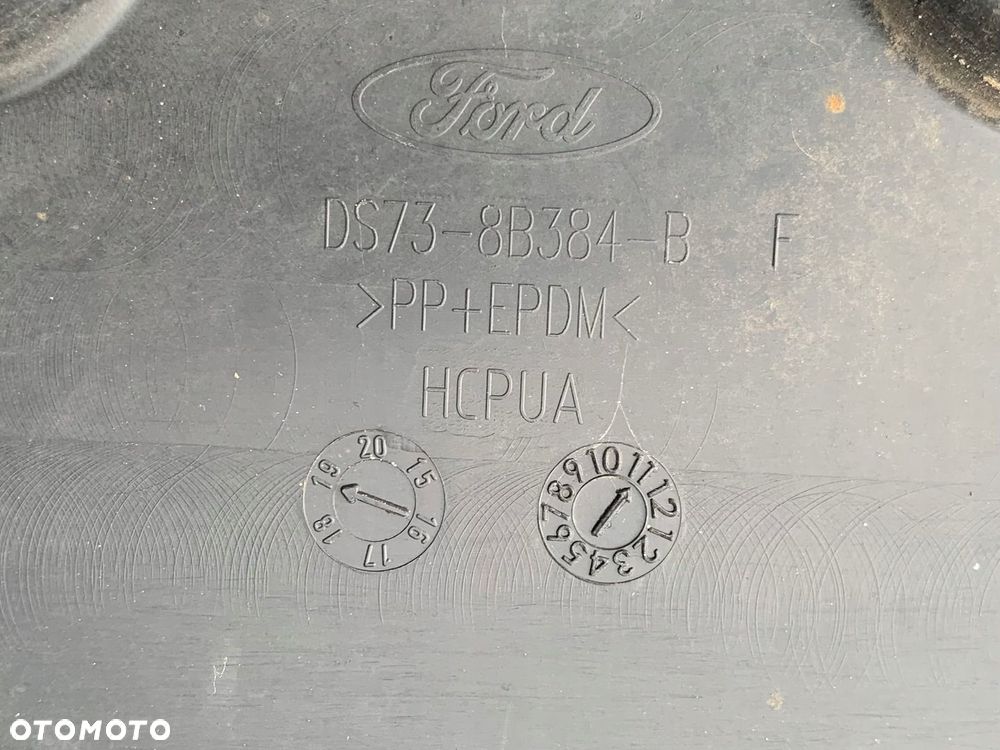 Ford
DS73-8B384-B F
>PP+EPDM<
HCPUA
20 15 16 17 18 19
10 11 12 1 2 3 4 5 6 7 8 9
OTOMOTO